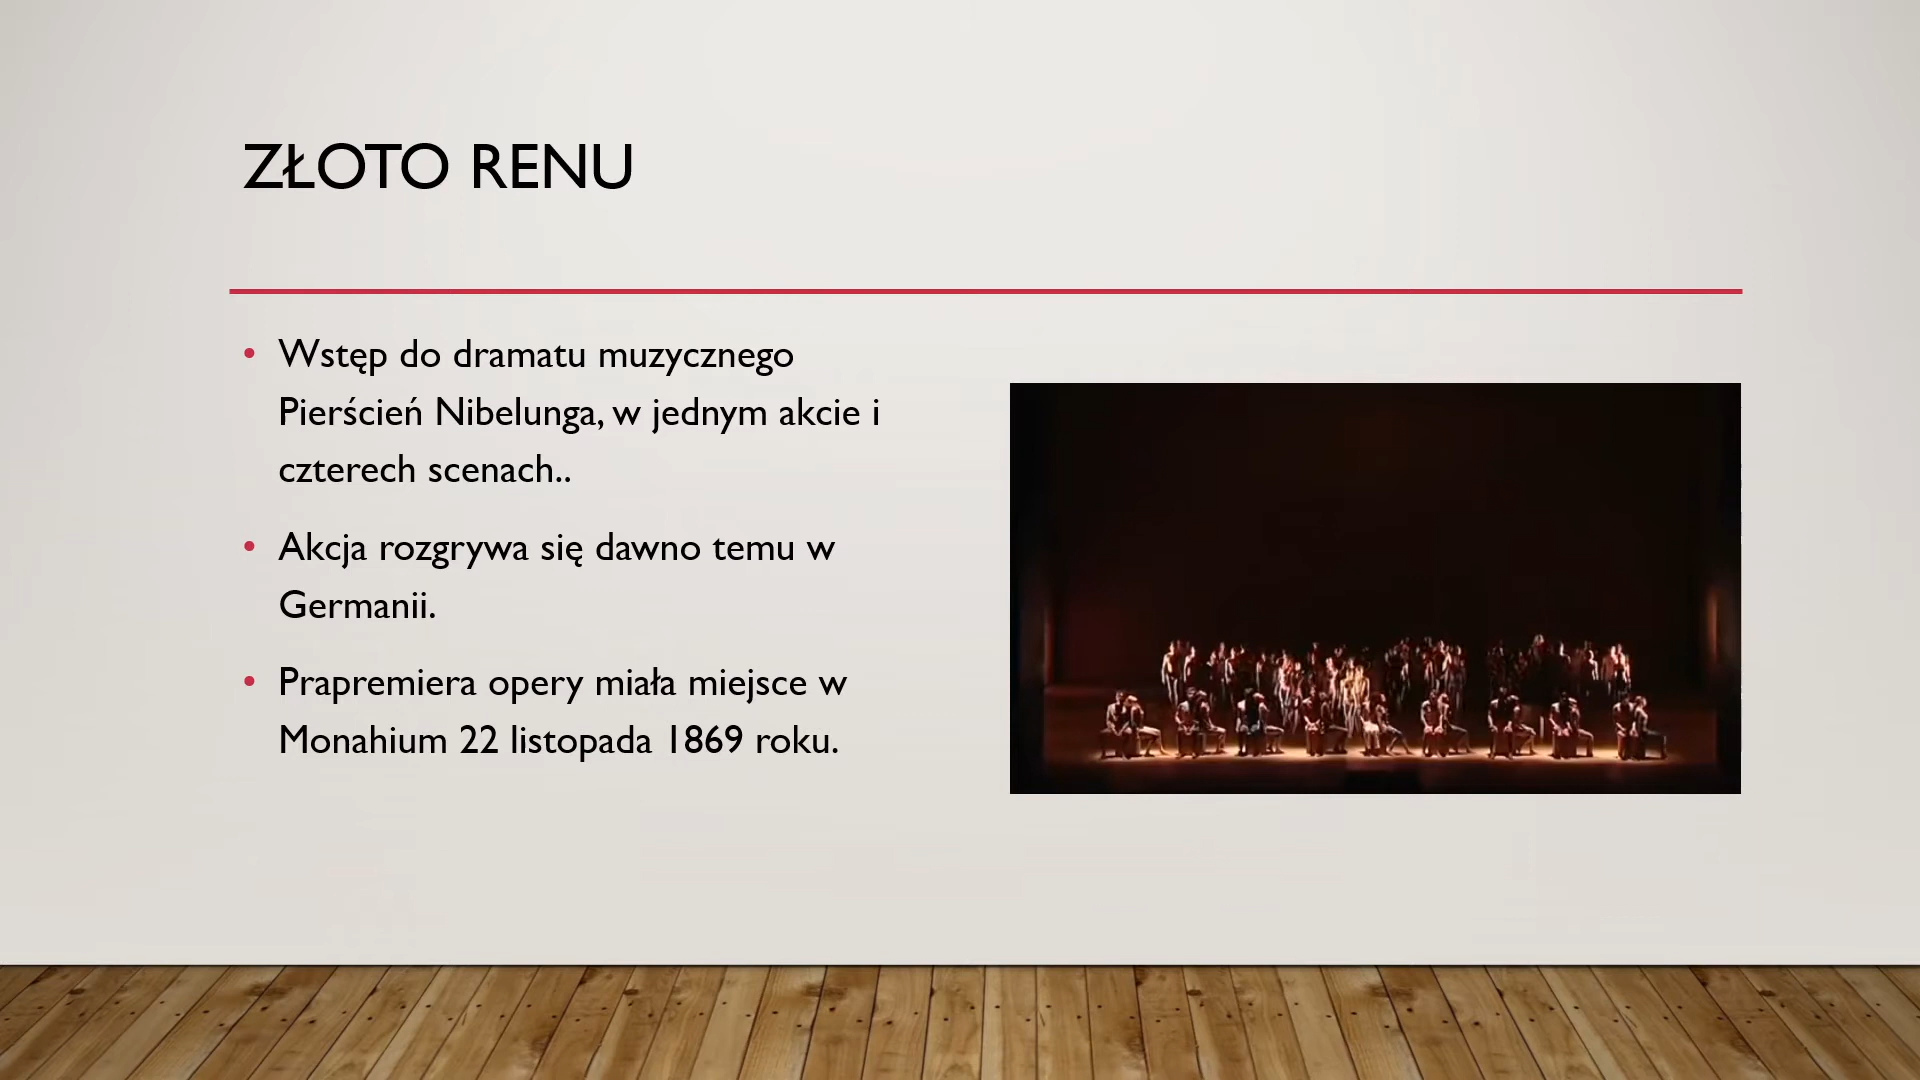 ZŁOTO RENU
• Wstęp do dramatu muzycznego
Pierścień Nibelunga, w jednym akcie i
czterech scenach..
• Akcja rozgrywa się dawno temu w
Germanii.
• Prapremiera opery miała miejsce w
Monahium 22 listopada 1869 roku.